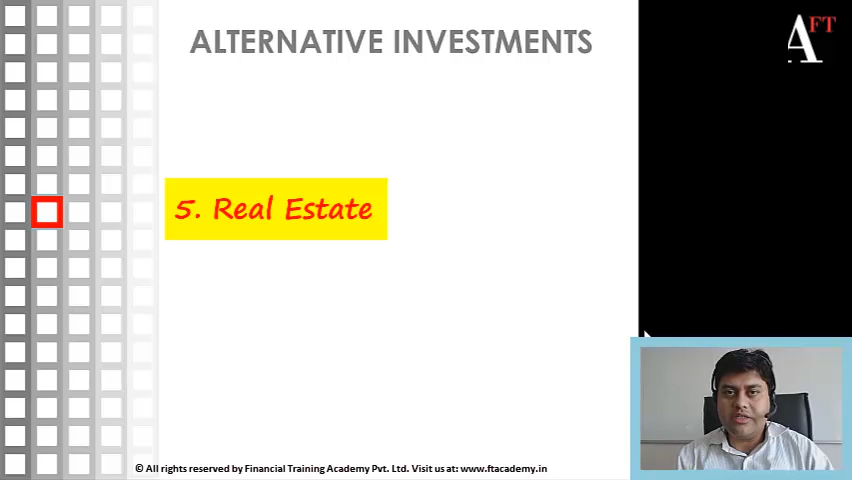 ALTERNATIVE INVESTMENTS
AFT
5. Real Estate
© All rights reserved by Financial Training Academy Pvt. Ltd. Visit us at: www.ftacademy.in